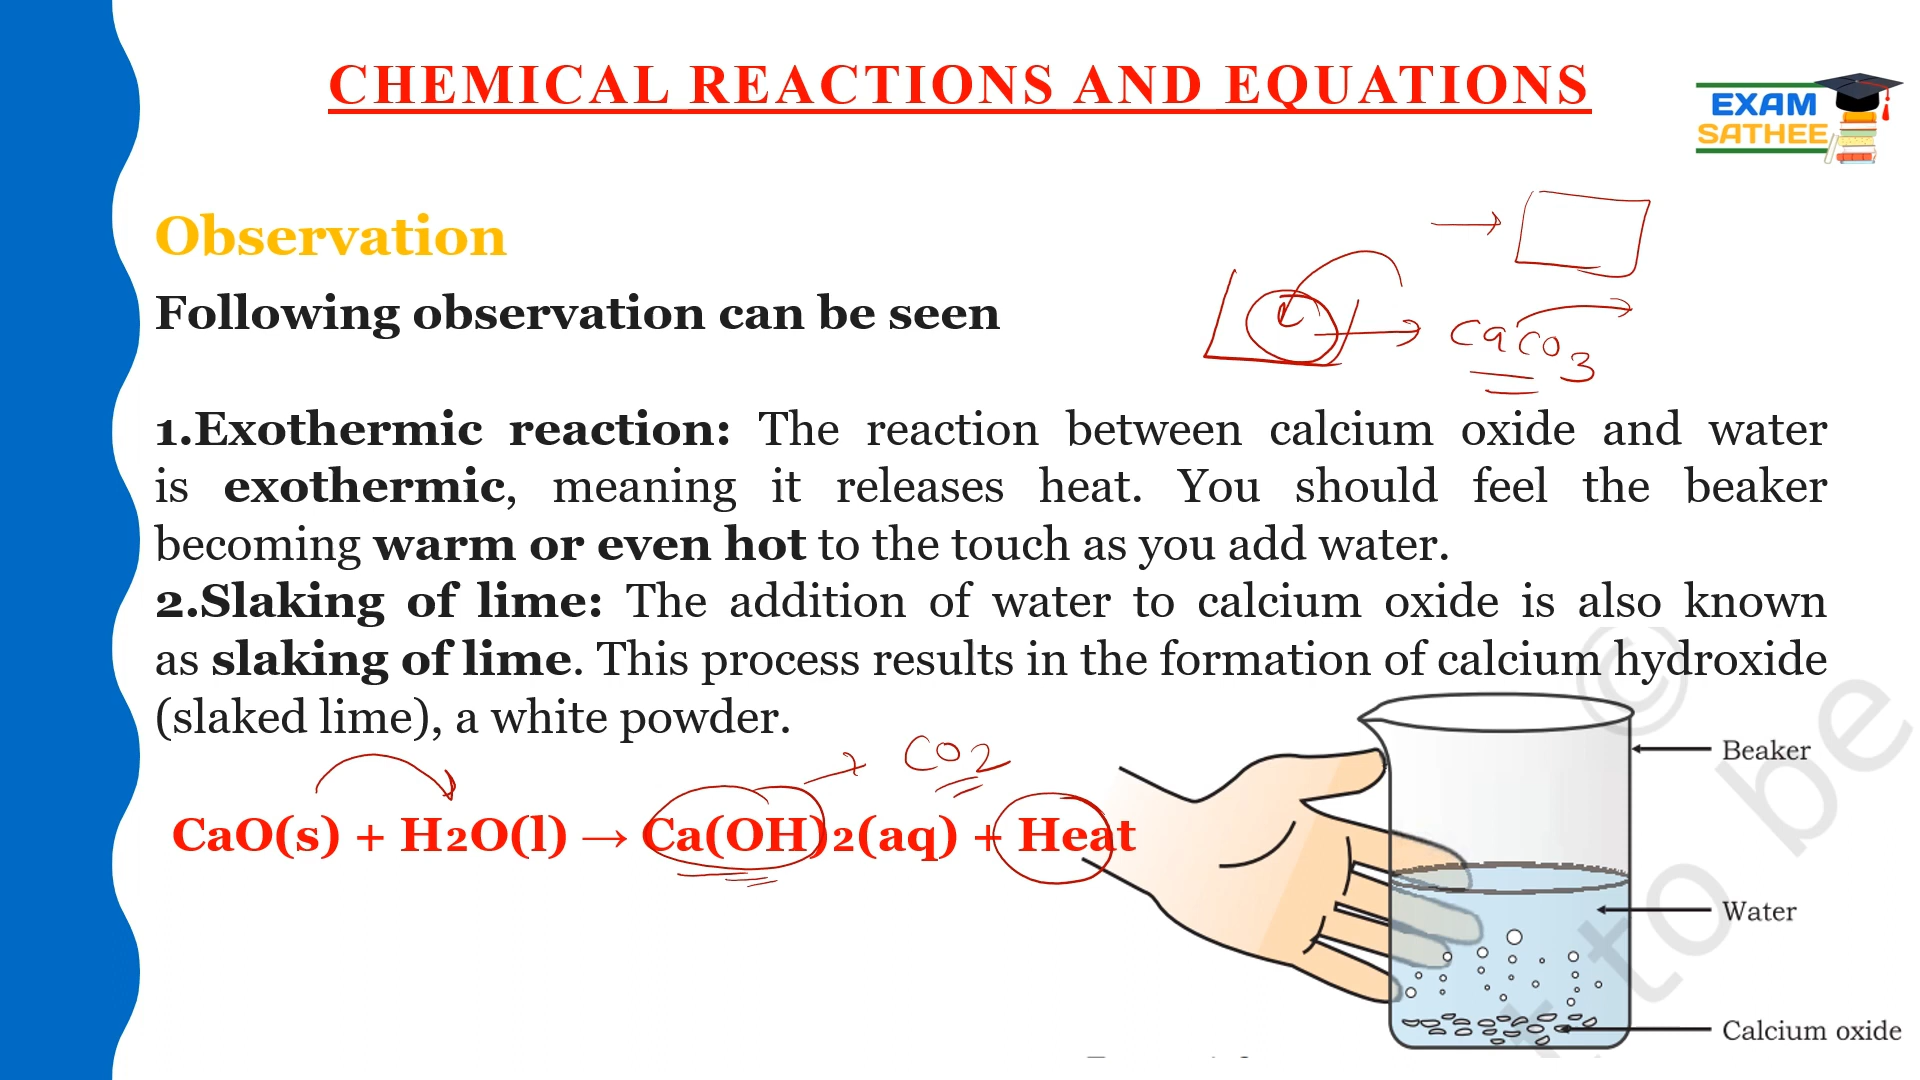 CHEMICAL REACTIONS AND EQUATIONS
EXAM
SATHEE
Observation
Following observation can be seen
CaCO3
1.Exothermic reaction: The reaction between calcium oxide and water
is exothermic, meaning it releases heat. You should feel the beaker
becoming warm or even hot to the touch as you add water.
2.Slaking of lime: The addition of water to calcium oxide is also known
as slaking of lime. This process results in the formation of calcium hydroxide
(slaked lime), a white powder.
+ CO2
CaO(s) + H2O(l) → Ca(OH)2(aq) + Heat
Beaker
Water
Calcium oxide
© to be